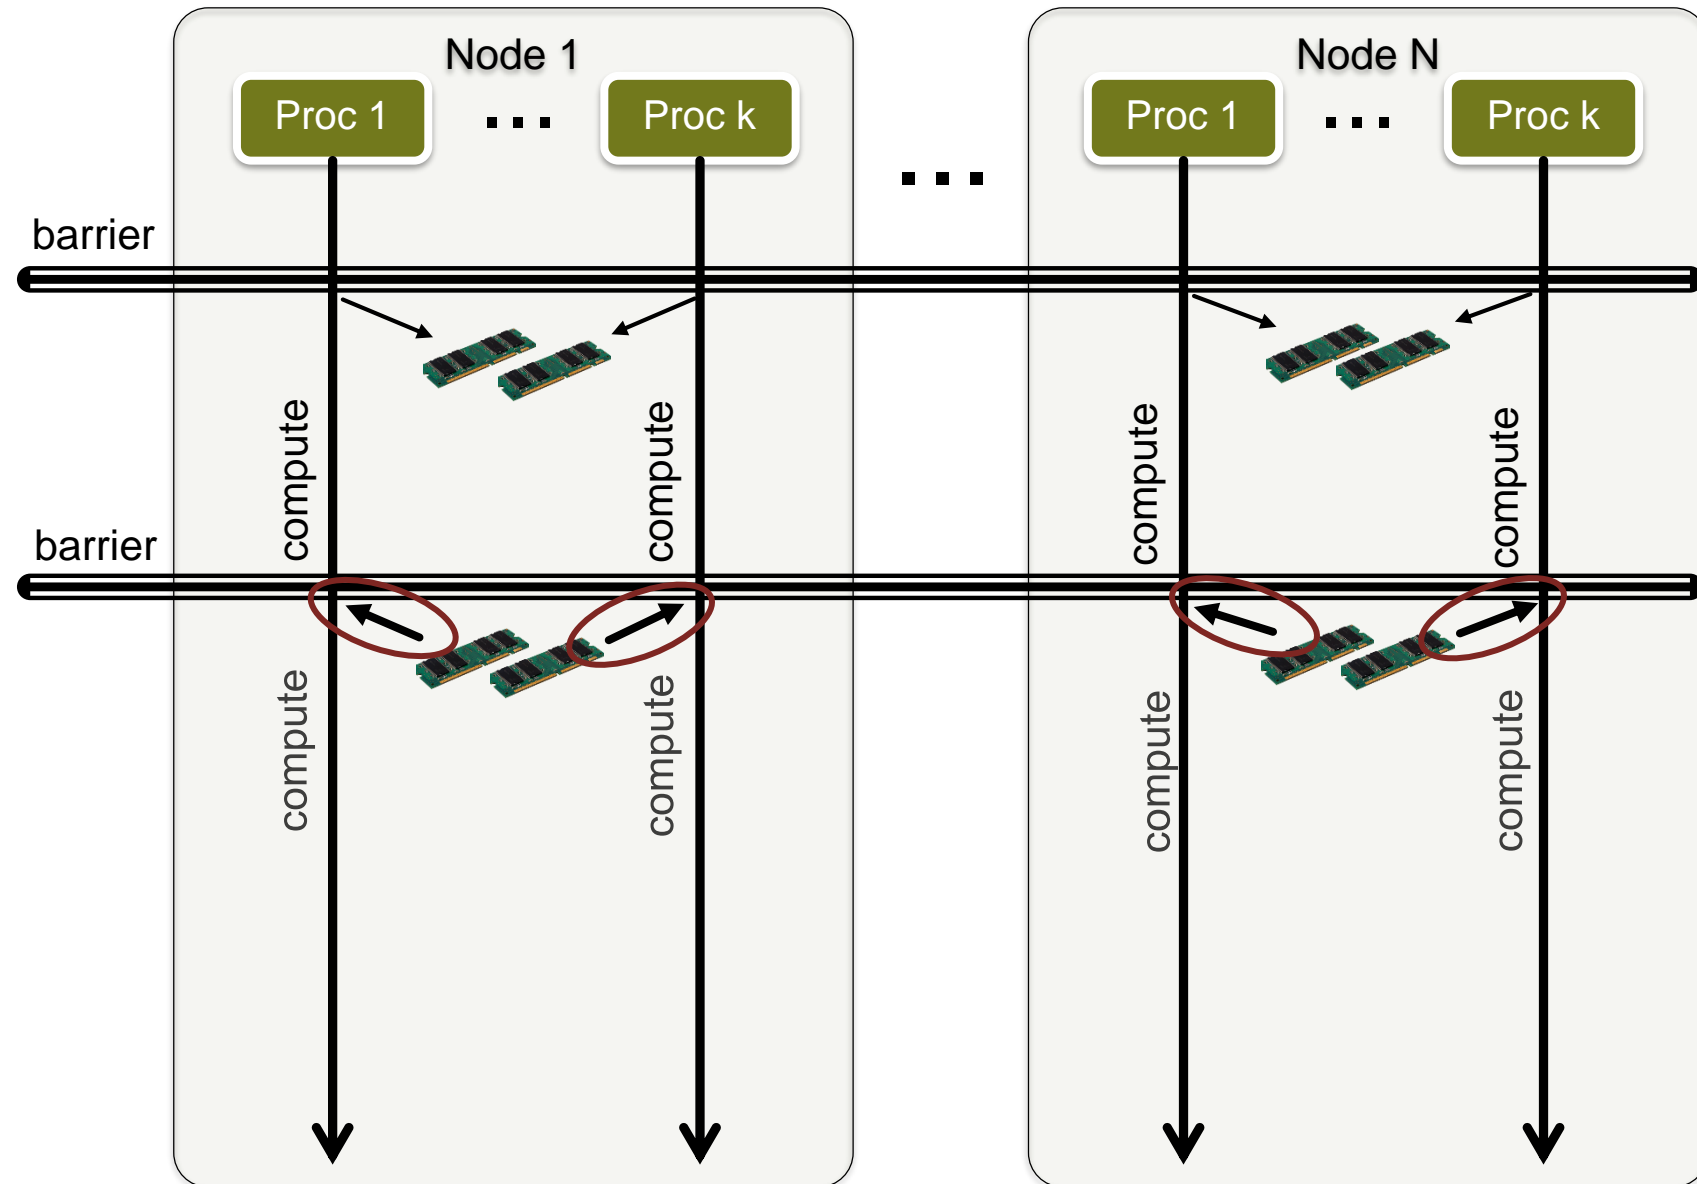 Node 1
Node N
Proc 1
...
Proc k
...
Proc 1
...
Proc k
barrier
compute
compute
compute
compute
barrier
compute
compute
compute
compute